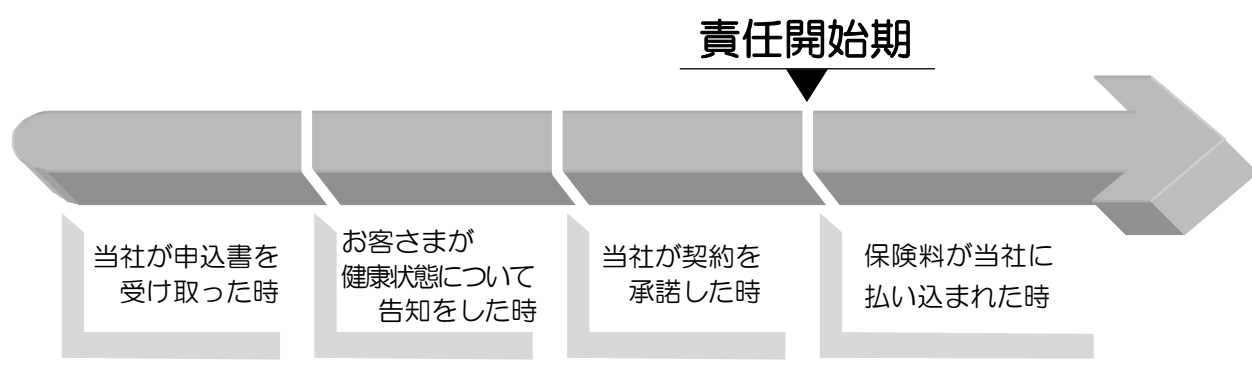 責任開始期
当社が申込書を
受け取った時
お客さまが
健康状態について
告知をした時
当社が契約を
承諾した時
保険料が当社に
払い込まれた時